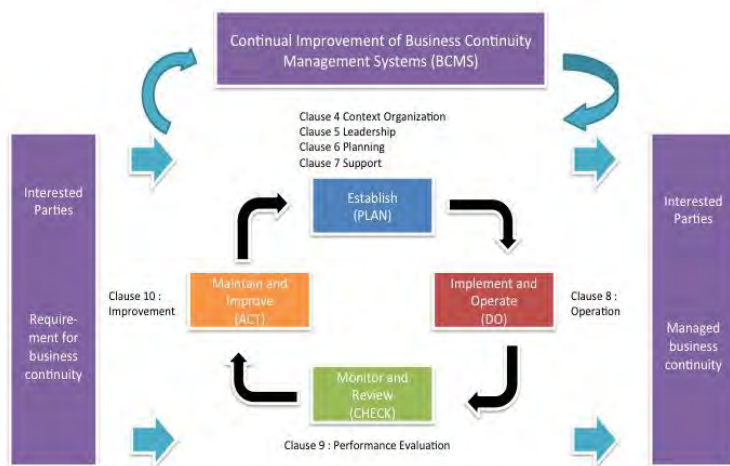 Continual Improvement of Business Continuity
Management Systems (BCMS)
Clause 4 Context Organization
Clause 5 Leadership
Clause 6 Planning
Clause 7 Support
Interested
Parties
Require-
ment for
business
continuity
Establish
(PLAN)
Clause 10 :
Improvement
Maintain and
Improve
(ACT)
Implement and
Operate
(DO)
Clause 8 :
Operation
Monitor and
Review
(CHECK)
Clause 9 : Performance Evaluation
Interested
Parties
Managed
business
continuity